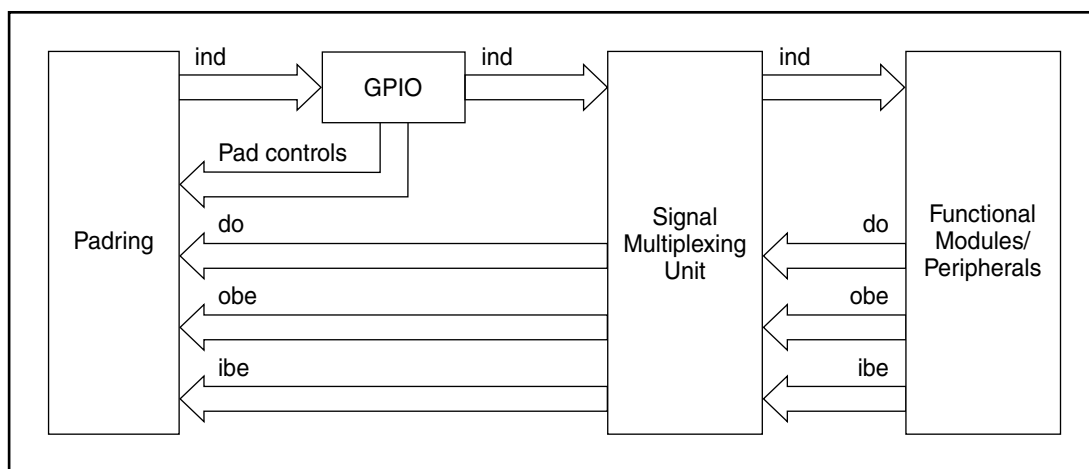 ind
GPIO
ind
ind
Pad controls
Padring
do
obe
ibe
Signal
Multiplexing
Unit
do
obe
ibe
Functional
Modules/
Peripherals